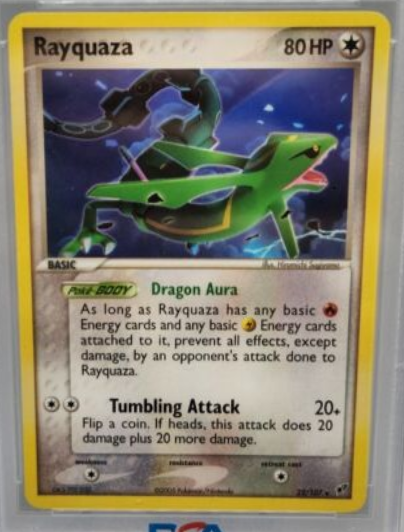 Rayquaza 80 HP
BASIC
Poké-BODY Dragon Aura
As long as Rayquaza has any basic
Energy cards and any basic Energy cards
attached to it, prevent all effects, except
damage, by an opponent's attack done to
Rayquaza.
Tumbling Attack 20+
Flip a coin. If heads, this attack does 20
damage plus 20 more damage.
weakness resistance retreat cost